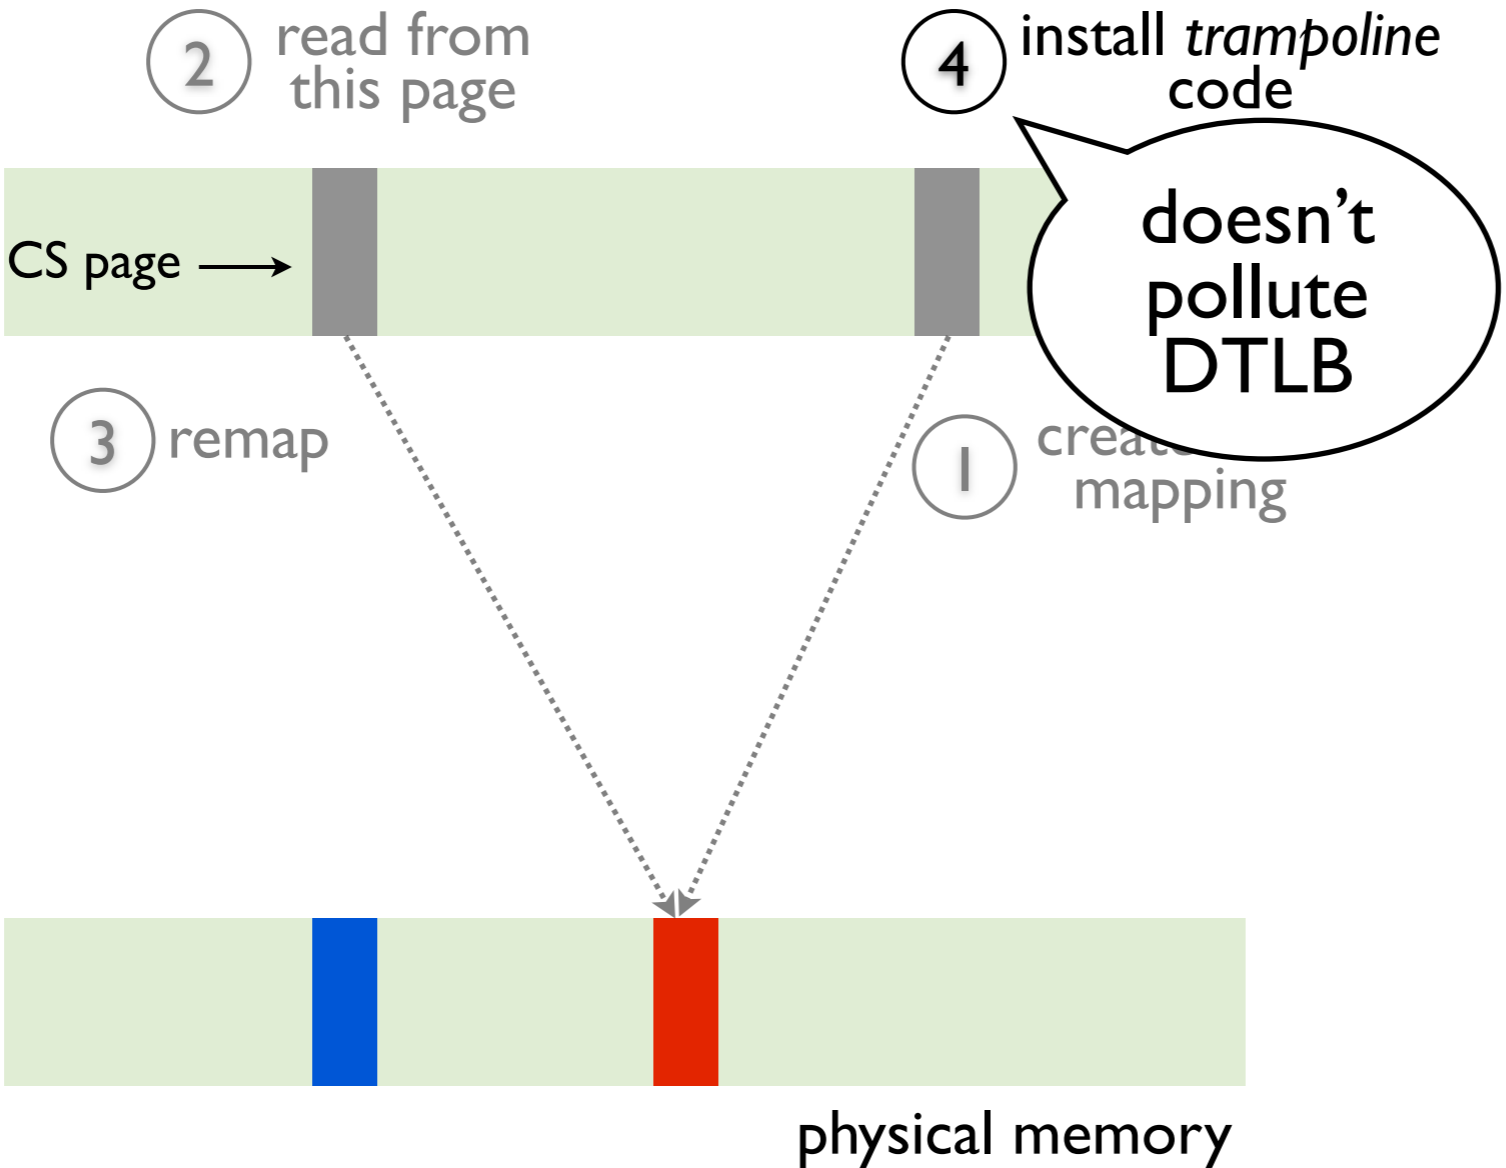 2 read from
this page
4 install trampoline
code
doesn't
pollute
DTLB
CS page
3 remap
1
mapping
physical memory